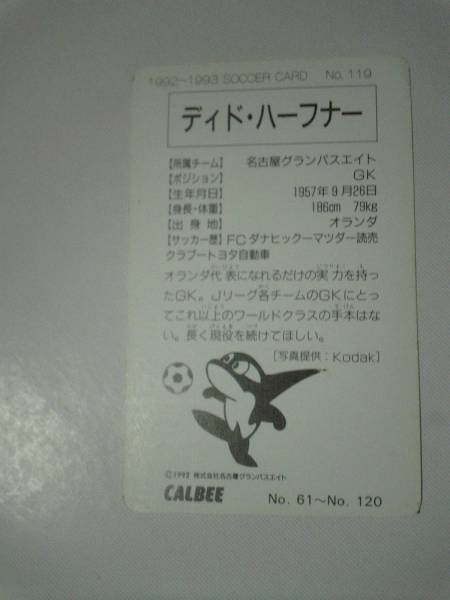 1992~1993 SOCCER CARD No. 119
ディド・ハーフナー
【所属チーム】 名古屋グランパスエイト
【ポジション】 GK
【生年月日】 1957年9月26日
【身長・体重】 186cm 79kg
【出身地】 オランダ
【サッカー歴】FCダナヒックーマツダー読売
クラブートヨタ自動車
オランダ代表になれるだけの実力を持っ
たGK。Jリーグ各チームのGKにとっ
てこれ以上のワールドクラスの手本はな
い。長く現役を続けてほしい。
[写真提供:Kodak]
©1992 株式会社名古屋グランパスエイト
CALBEE No. 61~No. 120